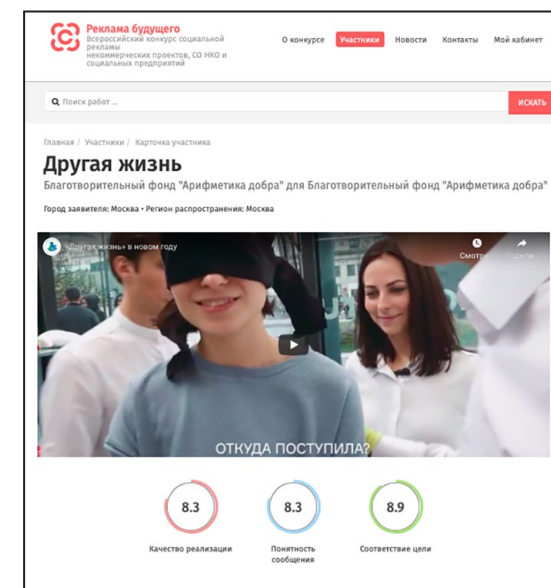 Реклама будущего
Всероссийский конкурс социальной
рекламы
некоммерческих проектов, СО НКО и
социальных предприятий
О конкурсе
Участники
Новости
Контакты
Мой кабинет
Поиск работ ...
ИСКАТЬ
Главная / Участники / Карточка участника
Другая жизнь
Благотворительный фонд "Арифметика добра" для Благотворительный фонд "Арифметика добра"
Город заявителя: Москва • Регион распространения: Москва
«Другая жизнь» в новом году
ОТКУДА ПОСТУПИЛА?
8.3
8.3
8.9
Качество реализации
Понятность
сообщения
Соответствие цели